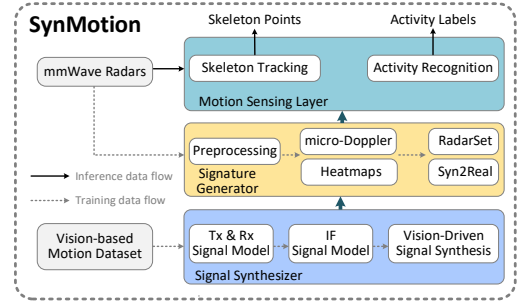 SynMotion
Skeleton Points
Activity Labels
mmWave Radars
Skeleton Tracking
Activity Recognition
Motion Sensing Layer
Preprocessing
micro-Doppler
Heatmaps
RadarSet
Syn2Real
Signature
Generator
Inference data flow
Training data flow
Vision-based
Motion Dataset
Tx & Rx
Signal Model
IF
Signal Model
Vision-Driven
Signal Synthesis
Signal Synthesizer